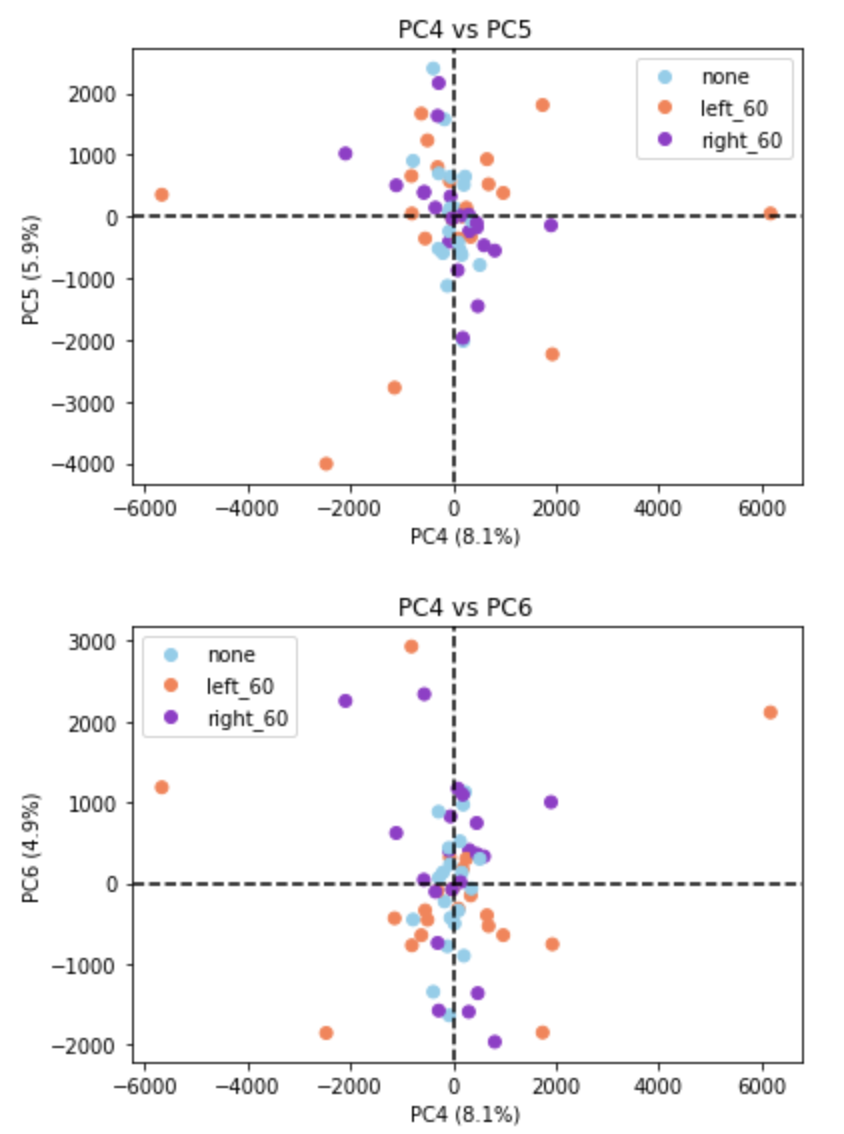 PC4 vs PC5
none
left_60
right_60
2000
1000
0
−1000
−2000
−3000
−4000
PC5 (5.9%)
−6000 −4000 −2000 0 2000 4000 6000
PC4 (8.1%)
PC4 vs PC6
none
left_60
right_60
3000
2000
1000
0
−1000
−2000
PC6 (4.9%)
−6000 −4000 −2000 0 2000 4000 6000
PC4 (8.1%)